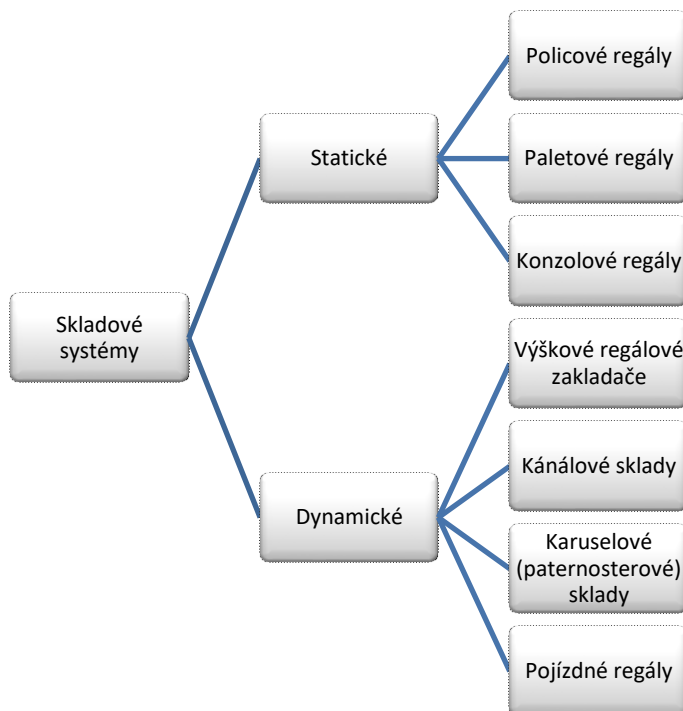 Policové regály
Statické
Paletové regály
Konzolové regály
Skladové
systémy
Výškové regálové
zakladače
Kánálové sklady
Dynamické
Karuselové
(paternosterové)
sklady
Pojízdné regály